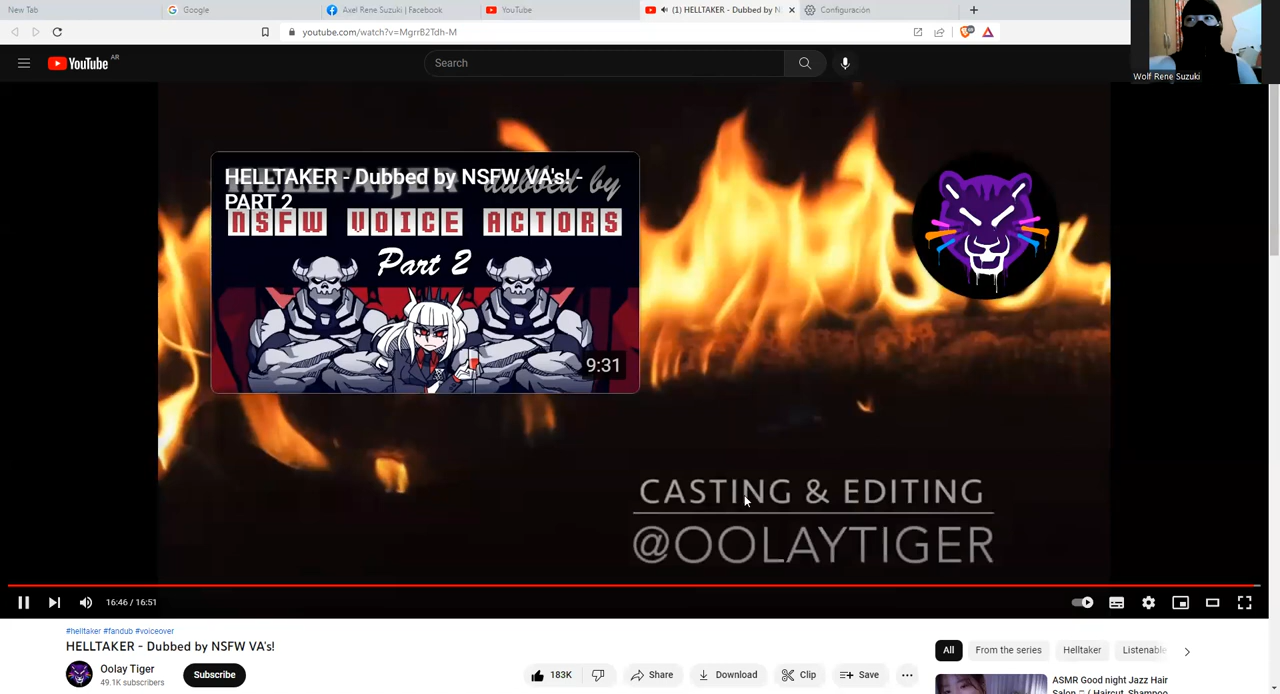 New Tab
Google
Axel Rene Suzuki | Facebook
YouTube
(1) HELLTAKER - Dubbed by N
Configuración
youtube.com/watch?v=MgrrB2Tdh-M
YouTube AR
Search
Wolf Rene Suzuki
HELLTAKER - Dubbed by NSFW VA's! -
PART 2
dubbed by
NSFW VOICE ACTORS
Part 2
9:31
CASTING & EDITING
@OOLAYTIGER
16:46 / 16:51
#helltaker #fandub #voiceover
HELLTAKER - Dubbed by NSFW VA's!
Oolay Tiger
49.1K subscribers
Subscribe
183K
Share
Download
Clip
Save
All
From the series
Helltaker
Listenable
ASMR Good night Jazz Hair